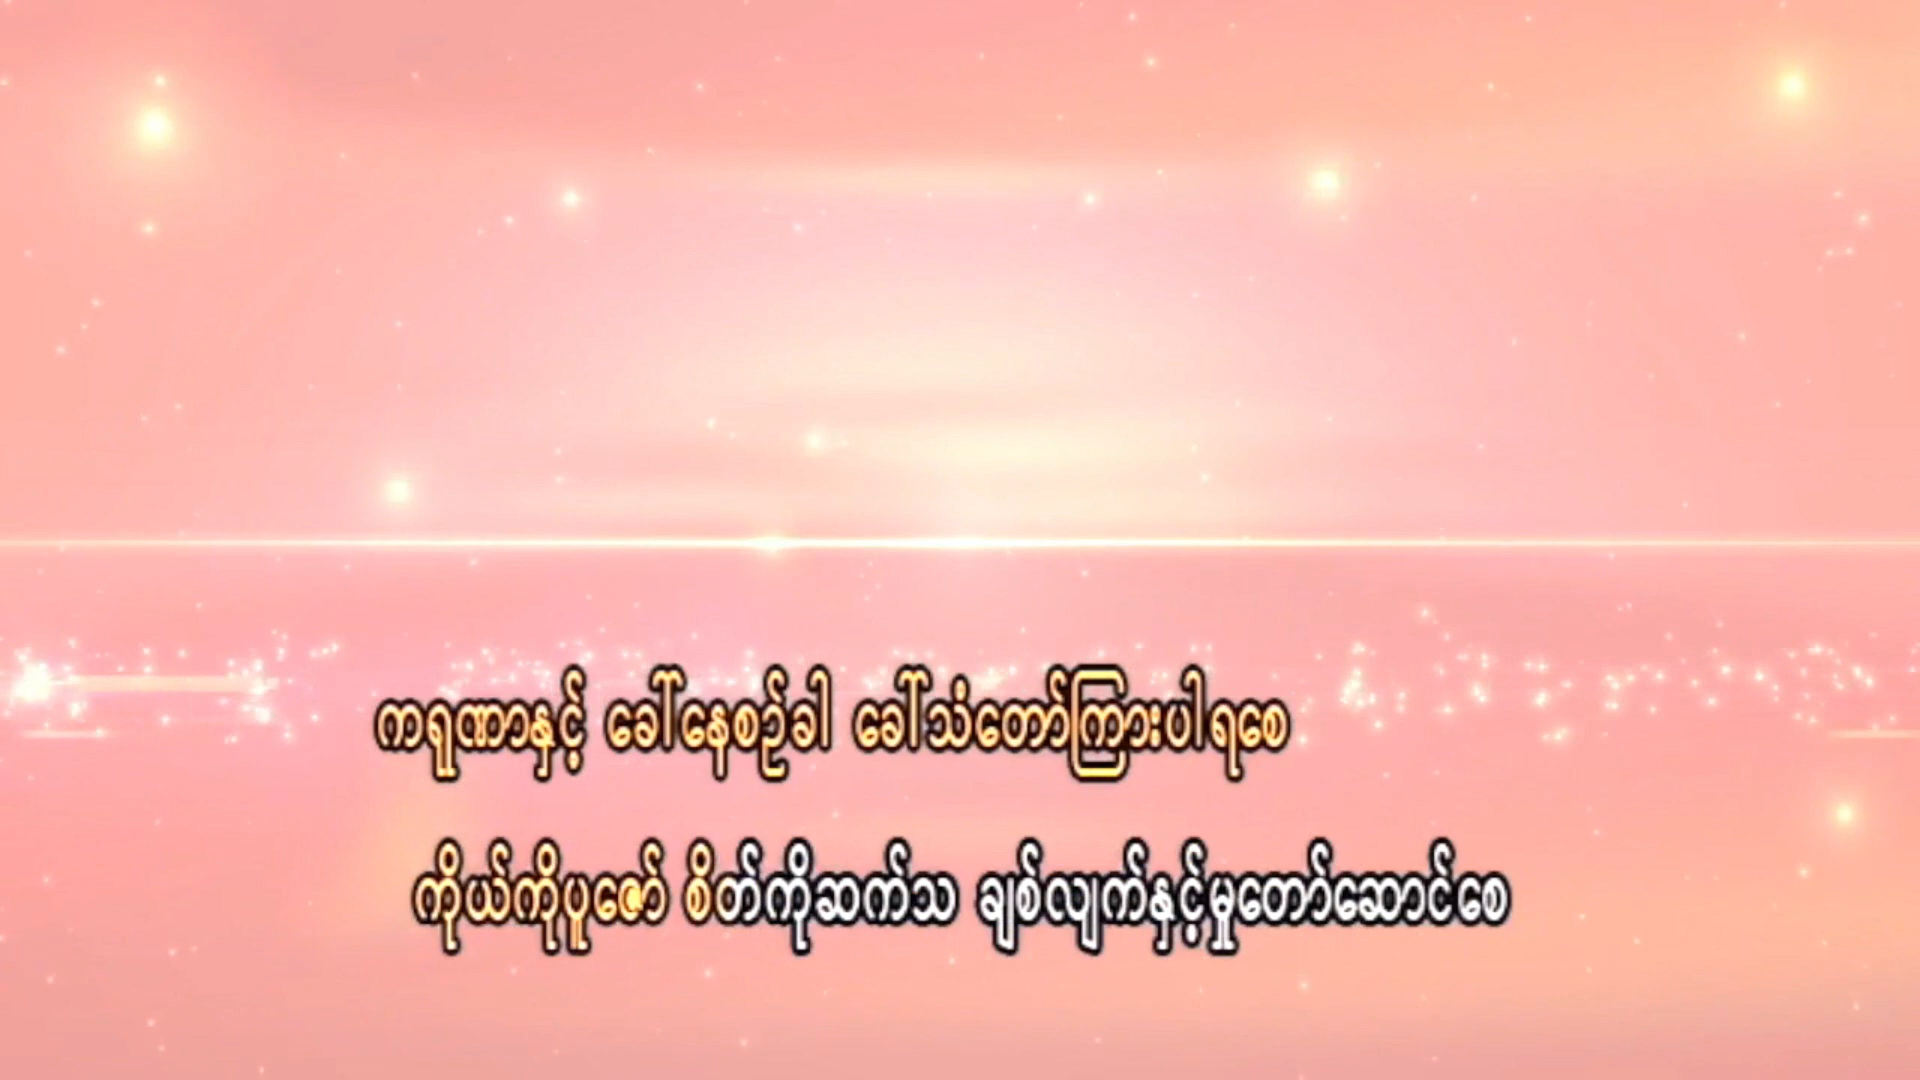 ကရုဏာနှင့် ခေါ်နေစဉ်ခါ ခေါ်သံတော်ကြားပါရစေ
ကိုယ်ကိုပူဇော် စိတ်ကိုဆက်သ ချစ်လျက်နှင့်မှုတော်ဆောင်စေ